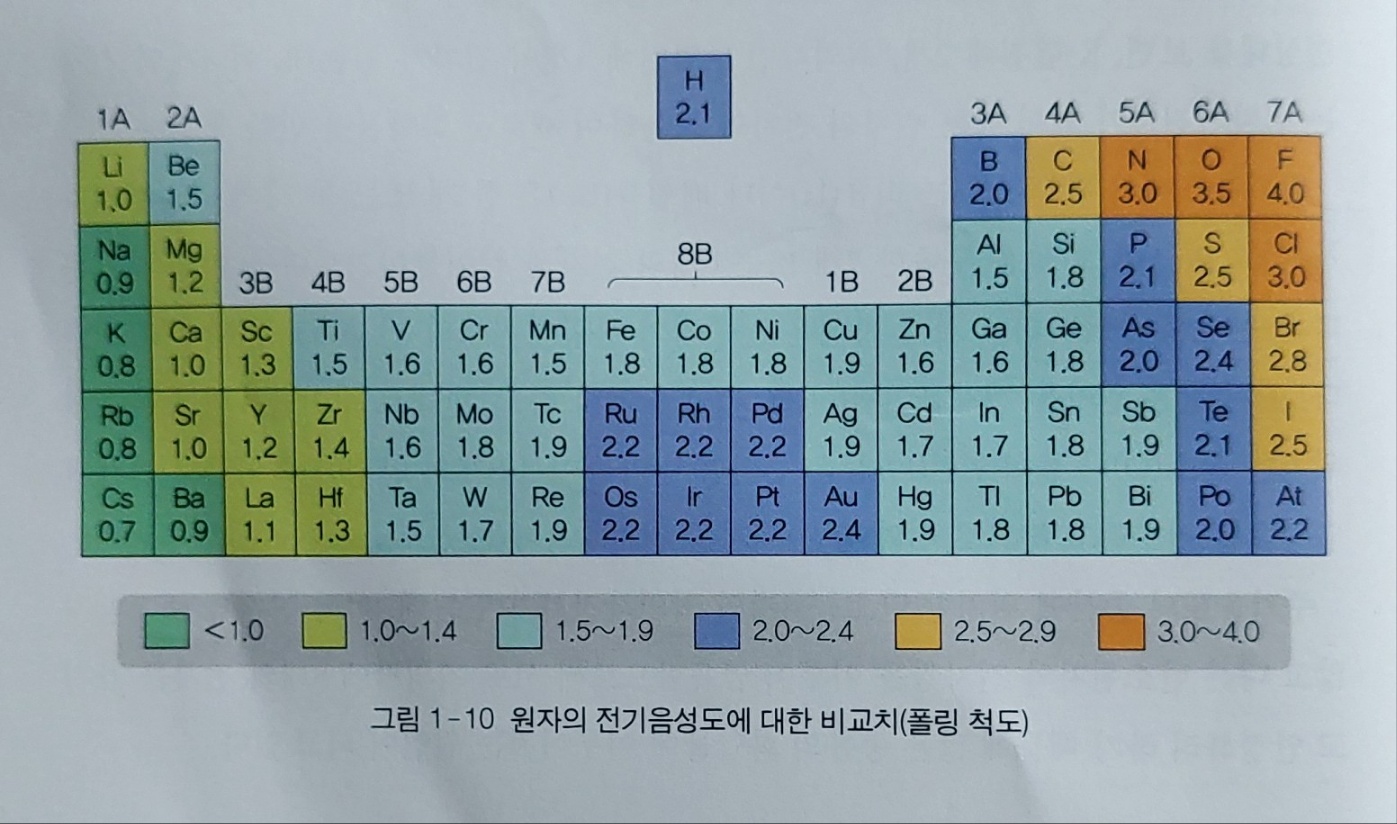 H
2.1
1A 2A 3A 4A 5A 6A 7A
Li Be B C N O F
1.0 1.5 2.0 2.5 3.0 3.5 4.0
Na Mg 8B Al Si P S Cl
0.9 1.2 3B 4B 5B 6B 7B 1B 2B 1.5 1.8 2.1 2.5 3.0
K Ca Sc Ti V Cr Mn Fe Co Ni Cu Zn Ga Ge As Se Br
0.8 1.0 1.3 1.5 1.6 1.6 1.5 1.8 1.8 1.8 1.9 1.6 1.6 1.8 2.0 2.4 2.8
Rb Sr Y Zr Nb Mo Tc Ru Rh Pd Ag Cd In Sn Sb Te I
0.8 1.0 1.2 1.4 1.6 1.8 1.9 2.2 2.2 2.2 1.9 1.7 1.7 1.8 1.9 2.1 2.5
Cs Ba La Hf Ta W Re Os Ir Pt Au Hg Tl Pb Bi Po At
0.7 0.9 1.1 1.3 1.5 1.7 1.9 2.2 2.2 2.2 2.4 1.9 1.8 1.8 1.9 2.0 2.2
<1.0 1.0~1.4 1.5~1.9 2.0~2.4 2.5~2.9 3.0~4.0
그림 1-10 원자의 전기음성도에 대한 비교치(폴링 척도)